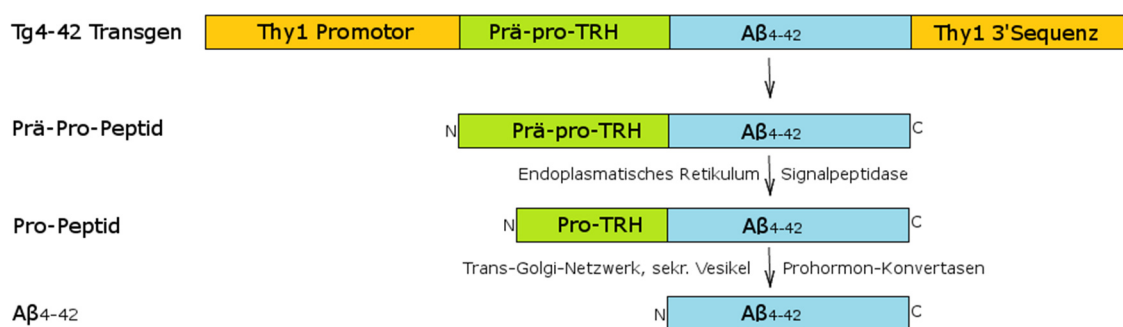 Tg4-42 Transgen Thy1 Promotor Prä-pro-TRH Aβ4-42 Thy1 3'Sequenz
Prä-Pro-Peptid N Prä-pro-TRH Aβ4-42 C
Endoplasmatisches Retikulum Signalpeptidase
Pro-Peptid N Pro-TRH Aβ4-42 C
Trans-Golgi-Netzwerk, sekr. Vesikel Prohormon-Konvertasen
Aβ4-42 N Aβ4-42 C